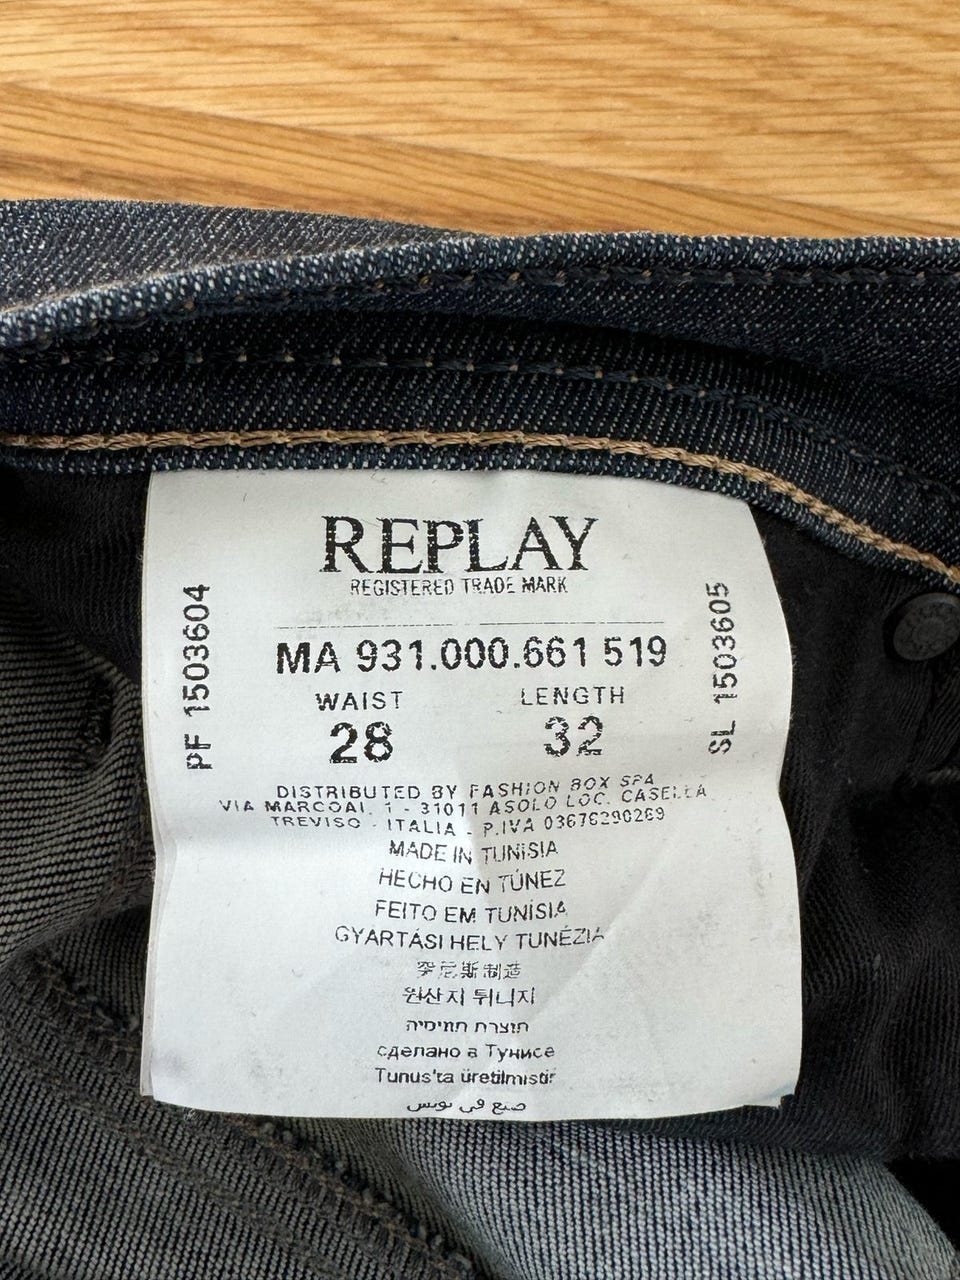 REPLAY
REGISTERED TRADE MARK
MA 931.000.661 519
WAIST LENGTH
28 32
PF 1503604
SL 1503605
DISTRIBUTED BY FASHION BOX SPA
VIA MARCOAI, 1 - 31011 ASOLO LOC. CASELLA
TREVISO - ITALIA - P.IVA 03676290269
MADE IN TUNISIA
HECHO EN TÚNEZ
FEITO EM TUNÍSIA
GYARTÁSI HELY TUNÉZIA
突尼斯制造
원산지 튀니지
תוצרת תוניסיה
сделано в Тунисе
Tunus'ta üretilmistir
صنع في تونس